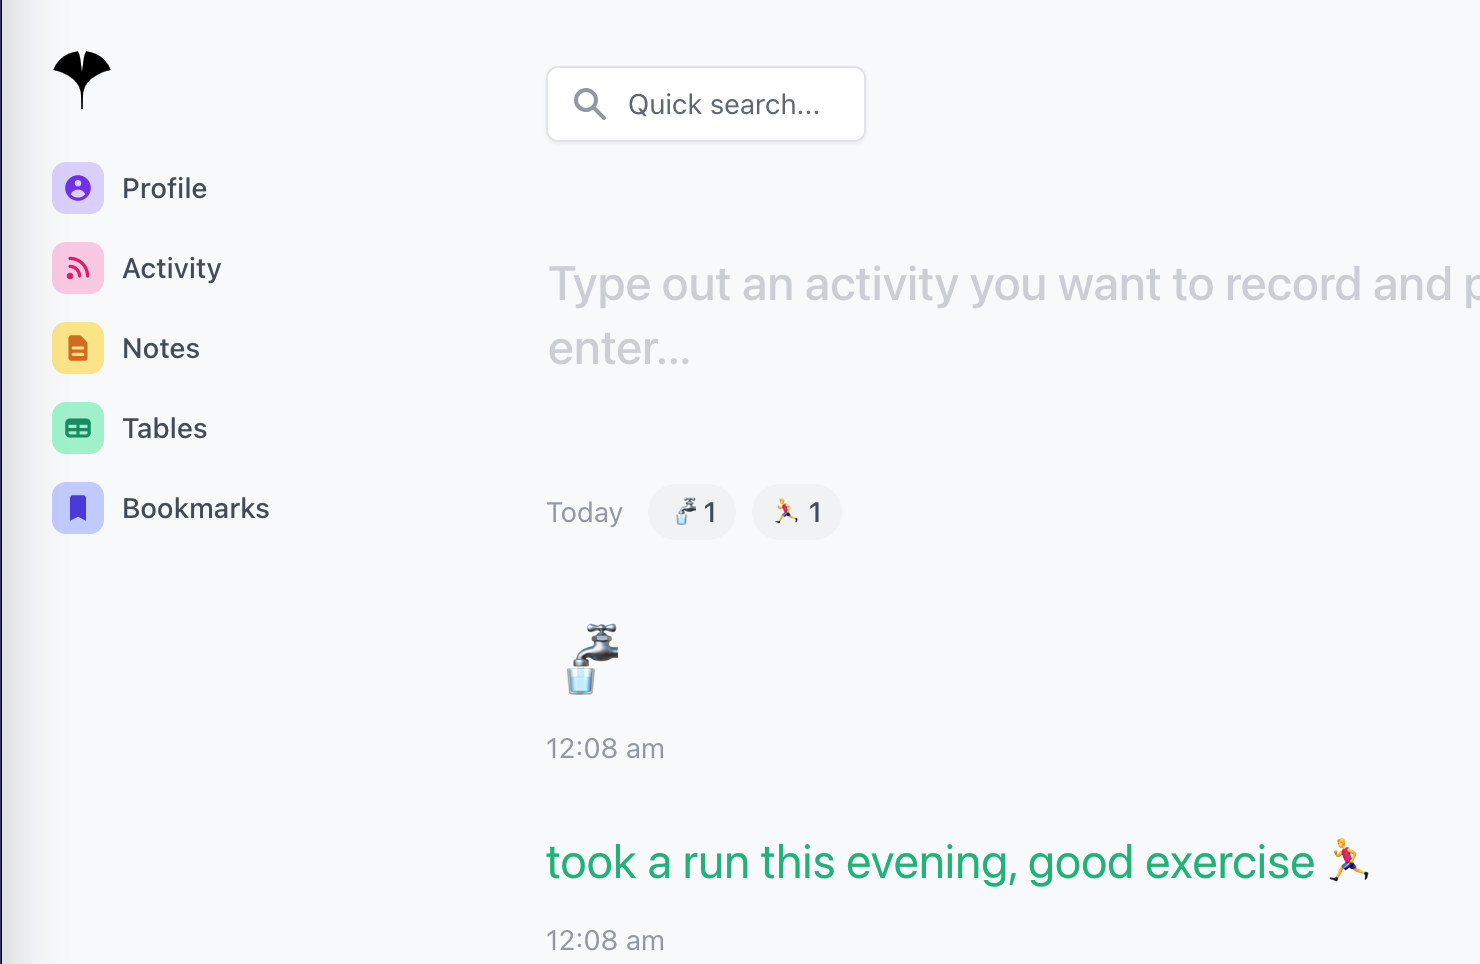 Quick search...
Profile
Activity
Notes
Tables
Bookmarks
Type out an activity you want to record and
enter...
Today 🚰 1 🏃 1
🚰
12:08 am
took a run this evening, good exercise 🏃
12:08 am